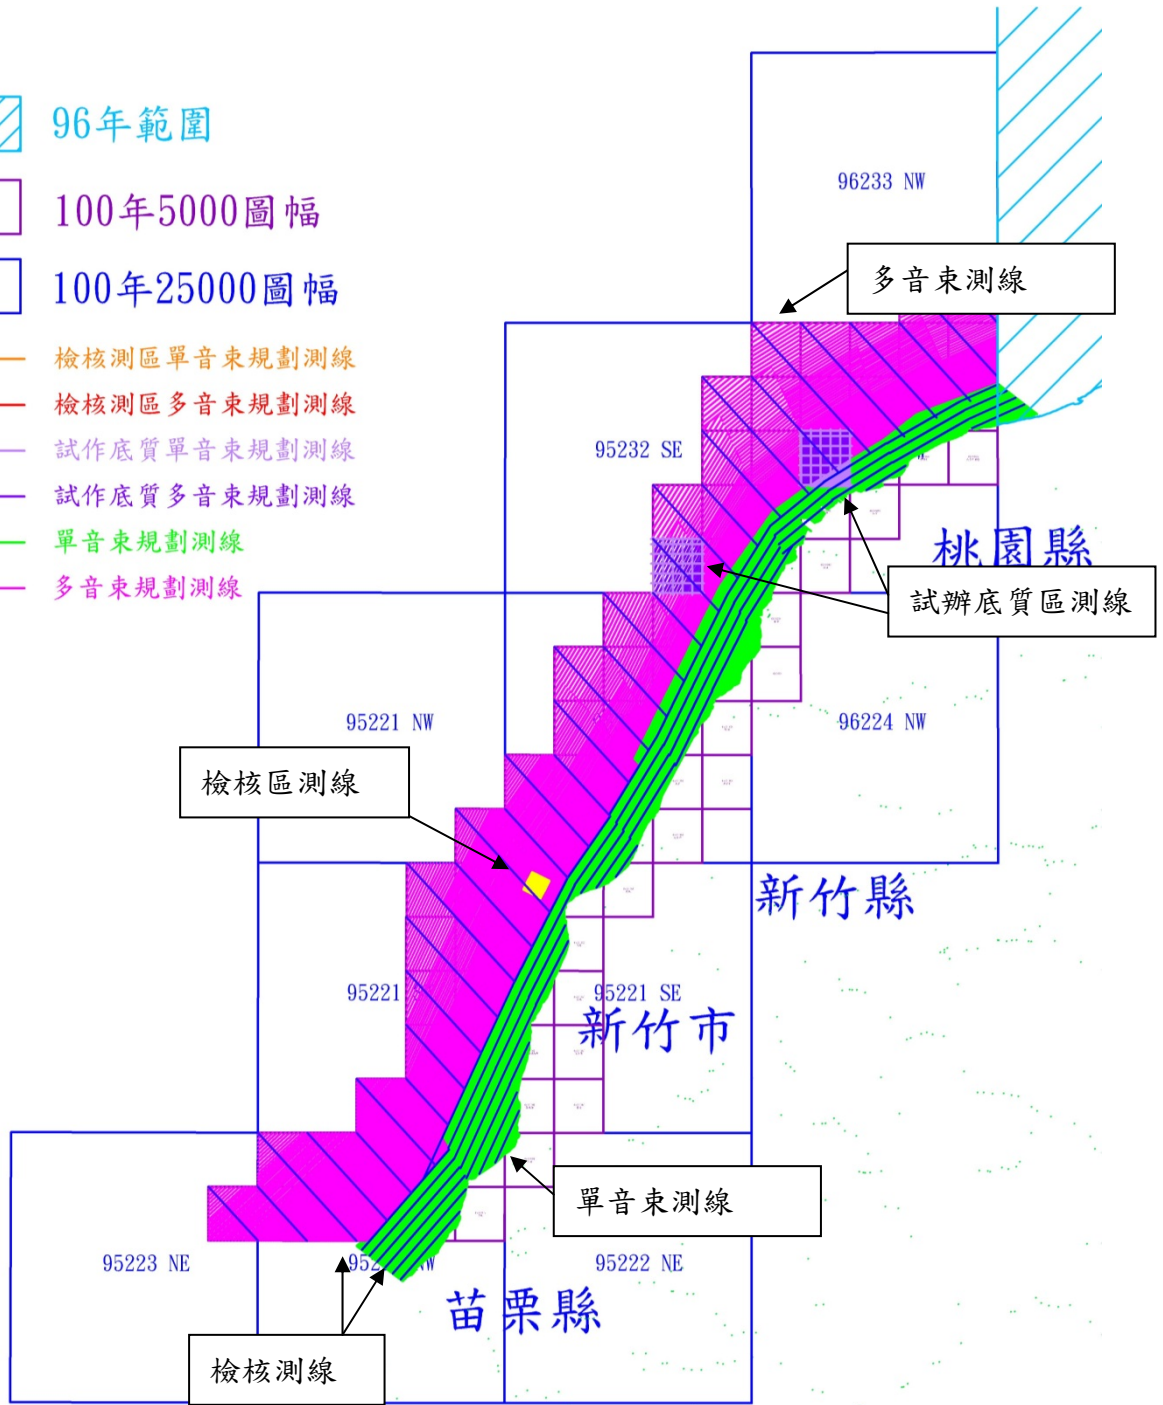 96年範圍
100年5000圖幅
100年25000圖幅
檢核測區單音束規劃測線
檢核測區多音束規劃測線
試作底質單音束規劃測線
試作底質多音束規劃測線
單音束規劃測線
多音束規劃測線
96233 NW
多音束測線
95232 SE
桃園縣
試辦底質區測線
95221 NW
96224 NW
檢核區測線
新竹縣
95221
95221 SE
新竹市
單音束測線
95223 NE
NW
95222 NE
苗栗縣
檢核測線